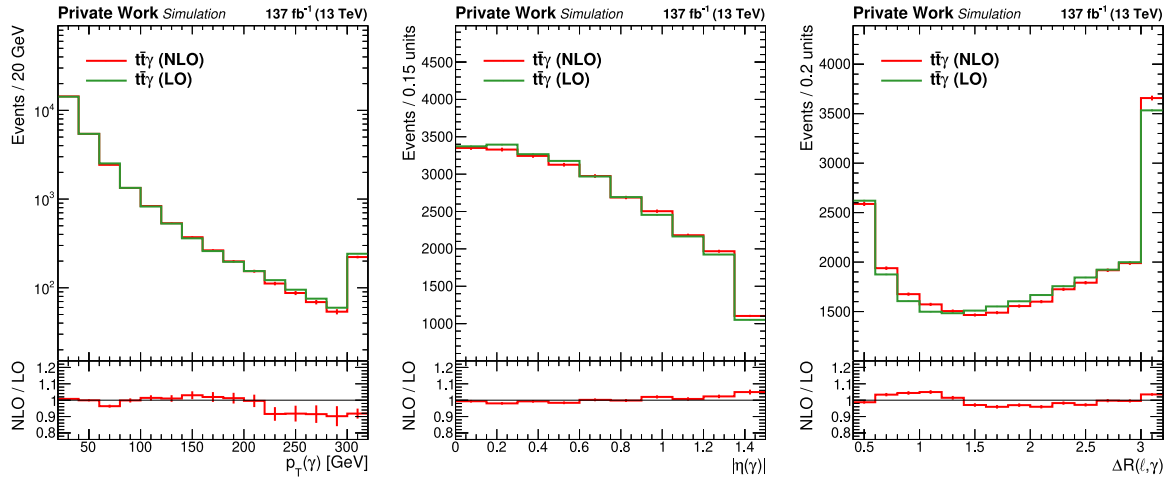 Private Work Simulation 137 fb⁻¹ (13 TeV)
Events / 20 GeV
tt̄γ (NLO)
tt̄γ (LO)
10⁴
10³
10²
NLO / LO
1.2
1.1
1
0.9
0.8
50 100 150 200 250 300
p_T(γ) [GeV]
Private Work Simulation 137 fb⁻¹ (13 TeV)
Events / 0.15 units
tt̄γ (NLO)
tt̄γ (LO)
4500
4000
3500
3000
2500
2000
1500
1000
NLO / LO
1.2
1.1
1
0.9
0.8
0 0.2 0.4 0.6 0.8 1 1.2 1.4
|η(γ)|
Private Work Simulation 137 fb⁻¹ (13 TeV)
Events / 0.2 units
tt̄γ (NLO)
tt̄γ (LO)
4000
3500
3000
2500
2000
1500
NLO / LO
1.2
1.1
1
0.9
0.8
0.5 1 1.5 2 2.5 3
ΔR(ℓ,γ)